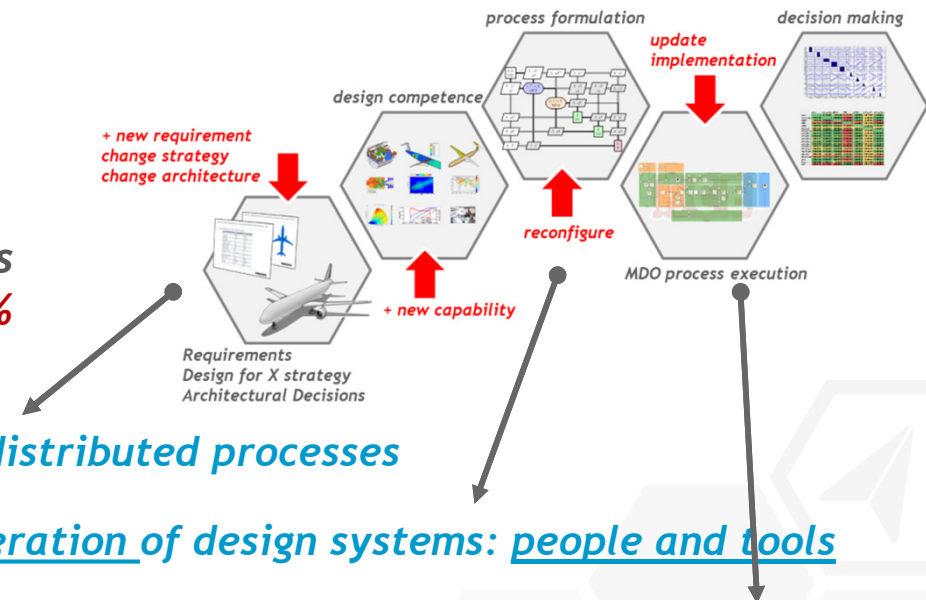 process formulation
decision making
update
implementation
design competence
+ new requirement
change strategy
change architecture
reconfigure
MDO process execution
+ new capability
s
%
Requirements
Design for X strategy
Architectural Decisions
distributed processes
eration of design systems: people and tools